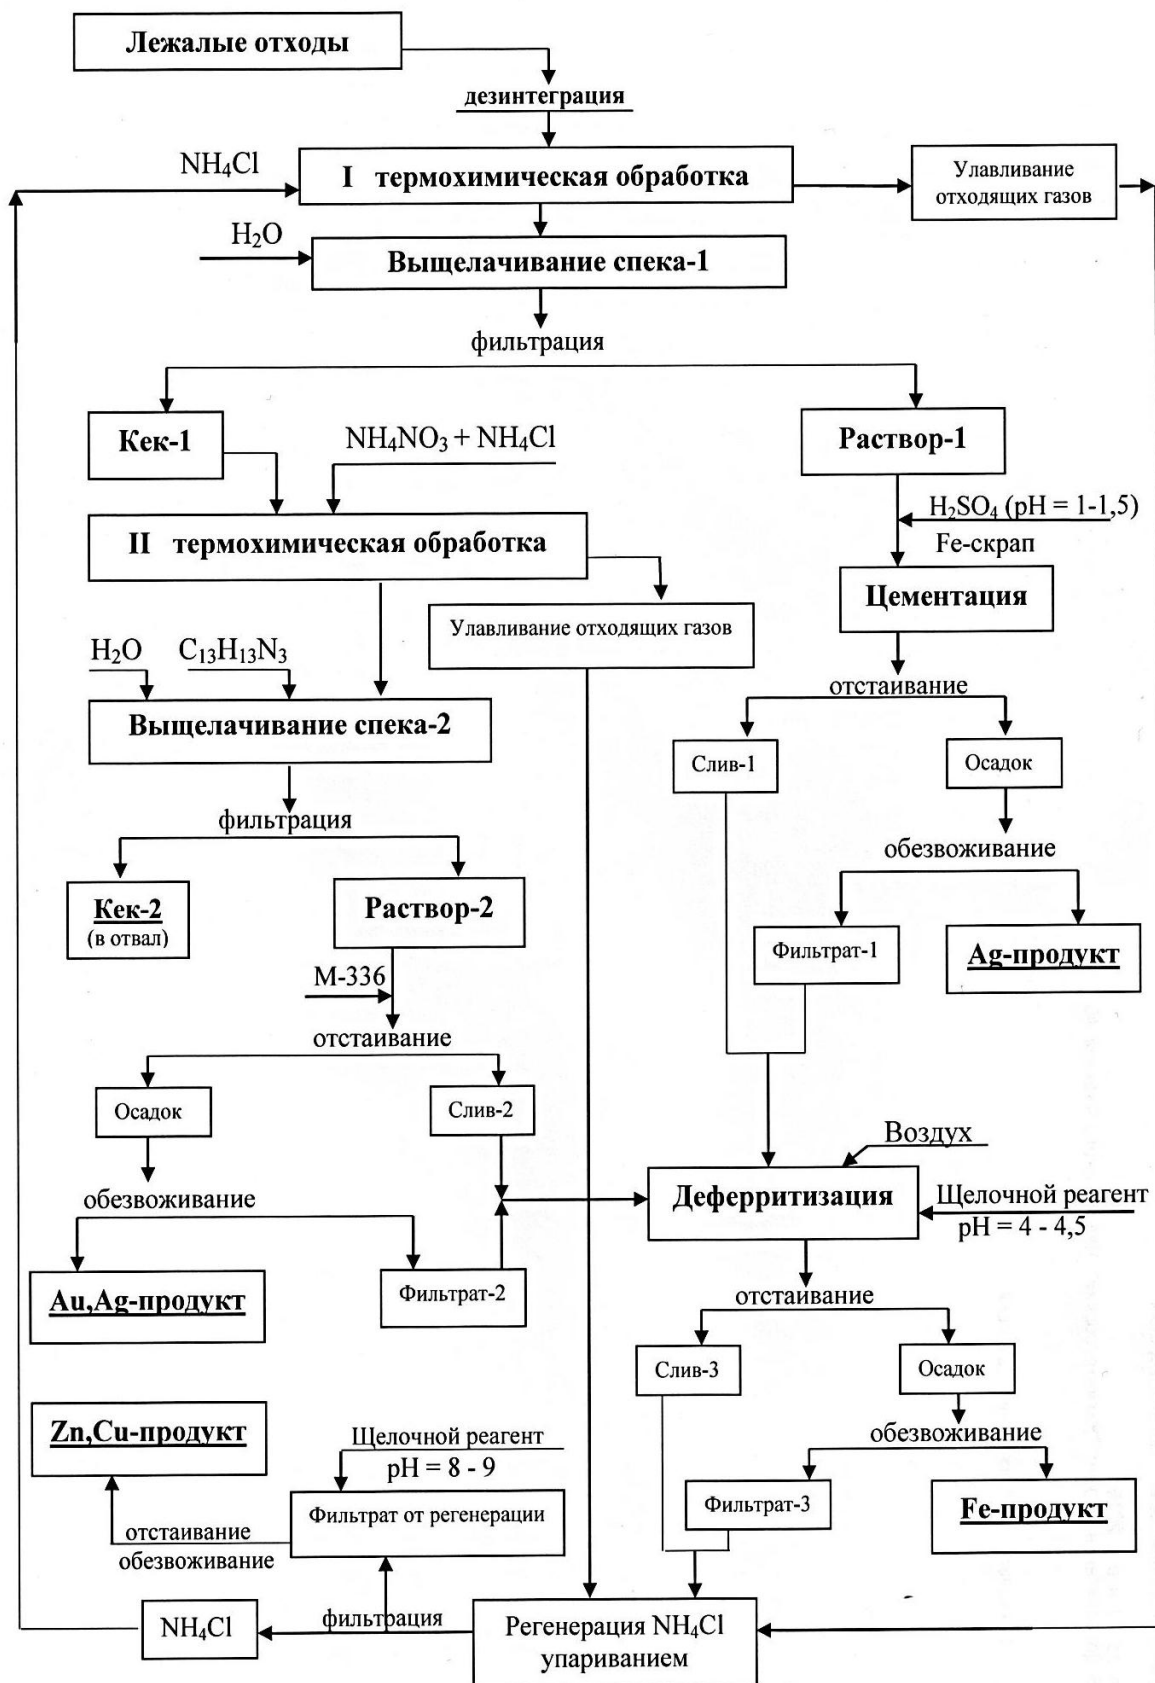 Лежалые отходы
дезинтеграция
NH₄Cl
I термохимическая обработка
Улавливание
отходящих газов
H₂O
Выщелачивание спека-1
фильтрация
Кек-1
NH₄NO₃ + NH₄Cl
Раствор-1
H₂SO₄ (pH = 1-1,5)
Fe-скрап
II термохимическая обработка
Цементация
Улавливание отходящих газов
H₂O
C₁₃H₁₃N₃
отстаивание
Выщелачивание спека-2
Слив-1
Осадок
фильтрация
обезвоживание
Кек-2
(в отвал)
Раствор-2
Фильтрат-1
Ag-продукт
М-336
отстаивание
Осадок
Слив-2
Воздух
обезвоживание
Деферритизация
Щелочной реагент
pH = 4 - 4,5
Au,Ag-продукт
Фильтрат-2
отстаивание
Слив-3
Осадок
Zn,Cu-продукт
Щелочной реагент
pH = 8 - 9
обезвоживание
Фильтрат от регенерации
Фильтрат-3
Fe-продукт
отстаивание
обезвоживание
NH₄Cl
фильтрация
Регенерация NH₄Cl
упариванием